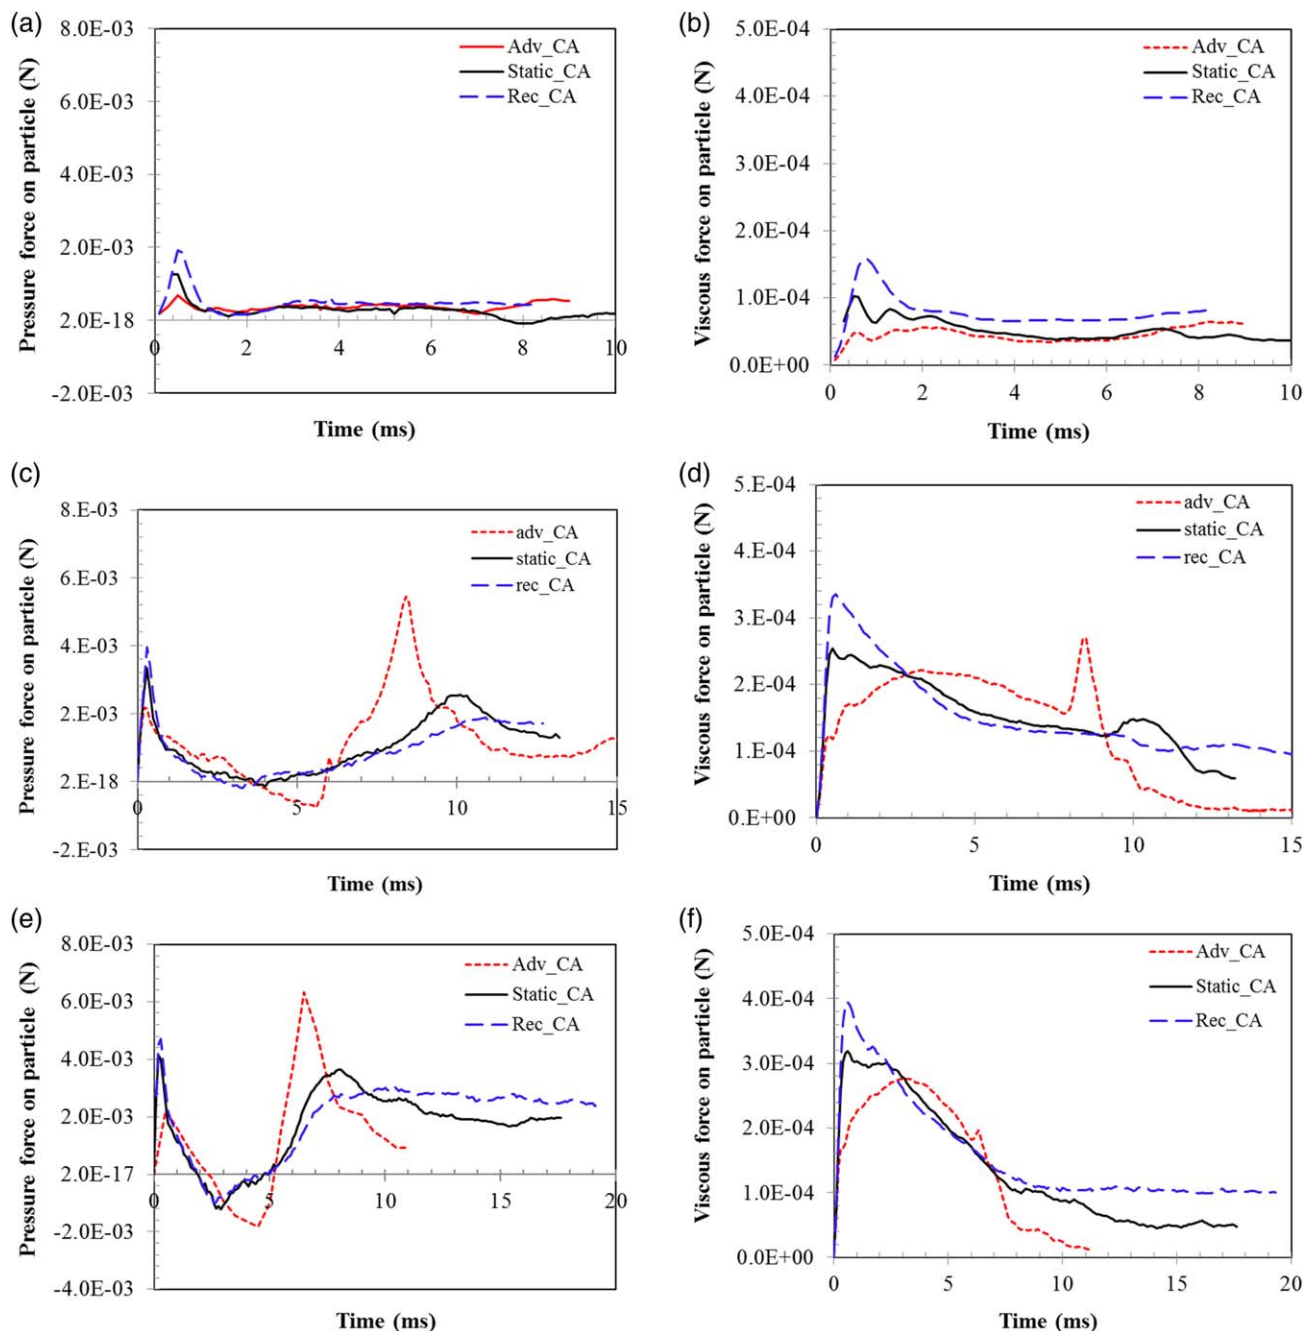 (a)
8.0E-03
6.0E-03
4.0E-03
2.0E-03
2.0E-18
-2.0E-03
0 2 4 6 8 10
Pressure force on particle (N)
Time (ms)
Adv_CA
Static_CA
Rec_CA
(b)
5.0E-04
4.0E-04
3.0E-04
2.0E-04
1.0E-04
0.0E+00
0 2 4 6 8 10
Viscous force on particle (N)
Time (ms)
Adv_CA
Static_CA
Rec_CA
(c)
8.E-03
6.E-03
4.E-03
2.E-03
2.E-18
-2.E-03
0 5 10 15
Pressure force on particle (N)
Time (ms)
adv_CA
static_CA
rec_CA
(d)
5.E-04
4.E-04
3.E-04
2.E-04
1.E-04
0.E+00
0 5 10 15
Viscous force on particle (N)
Time (ms)
adv_CA
static_CA
rec_CA
(e)
8.0E-03
6.0E-03
4.0E-03
2.0E-03
2.0E-17
-2.0E-03
-4.0E-03
0 5 10 15 20
Pressure force on particle (N)
Time (ms)
Adv_CA
Static_CA
Rec_CA
(f)
5.0E-04
4.0E-04
3.0E-04
2.0E-04
1.0E-04
0.0E+00
0 5 10 15 20
Viscous force on particle (N)
Time (ms)
Adv_CA
Static_CA
Rec_CA